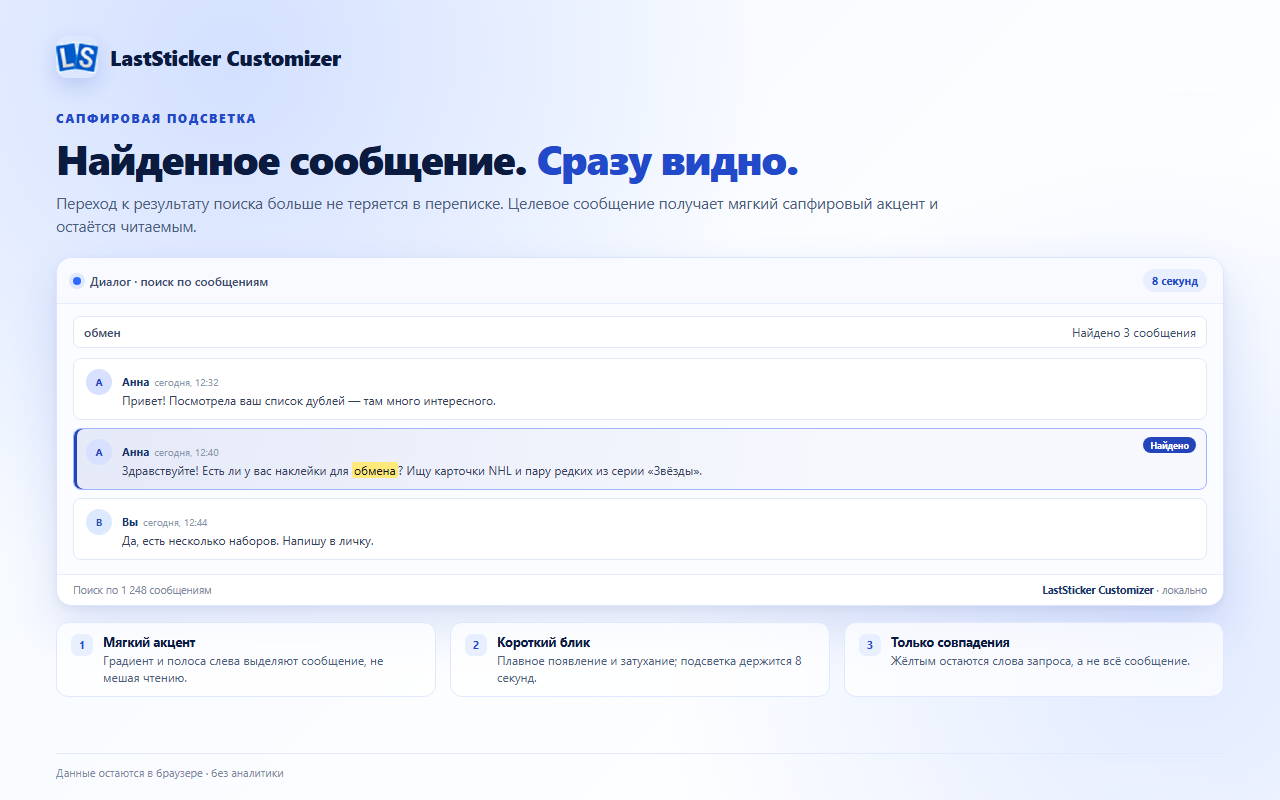 LS LastSticker Customizer
САПФИРОВАЯ ПОДСВЕТКА
Найденное сообщение. Сразу видно.
Переход к результату поиска больше не теряется в переписке. Целевое сообщение получает мягкий сапфировый акцент и
остаётся читаемым.
Диалог · поиск по сообщениям
8 секунд
обмен
Найдено 3 сообщения
А Анна сегодня, 12:32
Привет! Посмотрела ваш список дублей — там много интересного.
А Анна сегодня, 12:40
Найдено
Здравствуйте! Есть ли у вас наклейки для обмена? Ищу карточки NHL и пару редких из серии «Звёзды».
В Вы сегодня, 12:44
Да, есть несколько наборов. Напишу в личку.
Поиск по 1 248 сообщениям
LastSticker Customizer · локально
1 Мягкий акцент
Градиент и полоса слева выделяют сообщение, не
мешая чтению.
2 Короткий блик
Плавное появление и затухание; подсветка держится 8
секунд.
3 Только совпадения
Жёлтым остаются слова запроса, а не всё сообщение.
Данные остаются в браузере · без аналитики